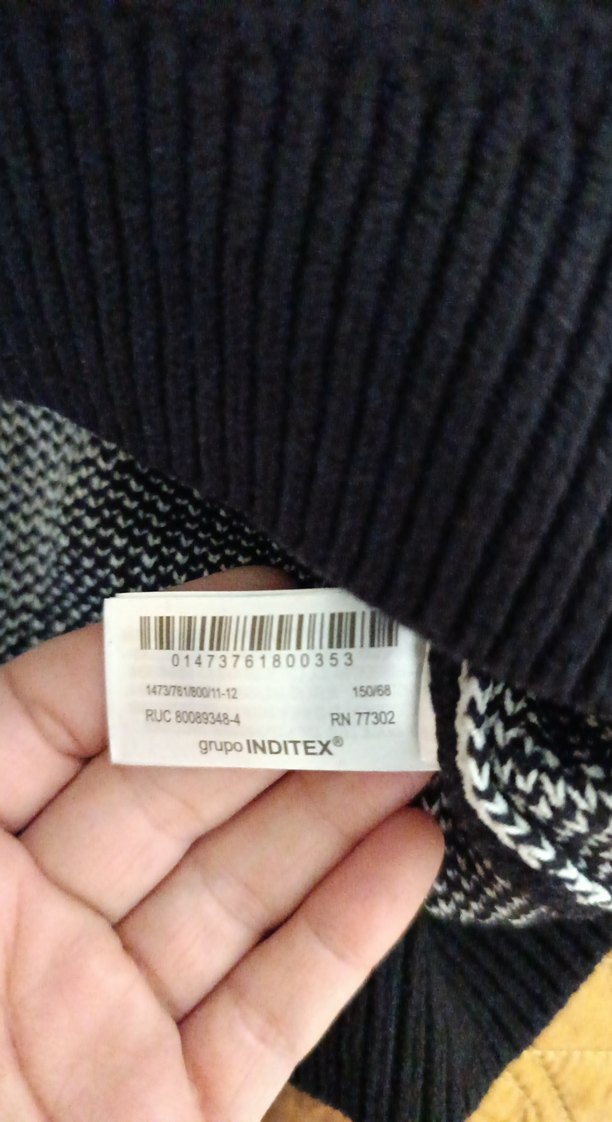 01473761800353
1473/761/800/11-12 150/68
RUC 80089348-4 RN 77302
grupo INDITEX®